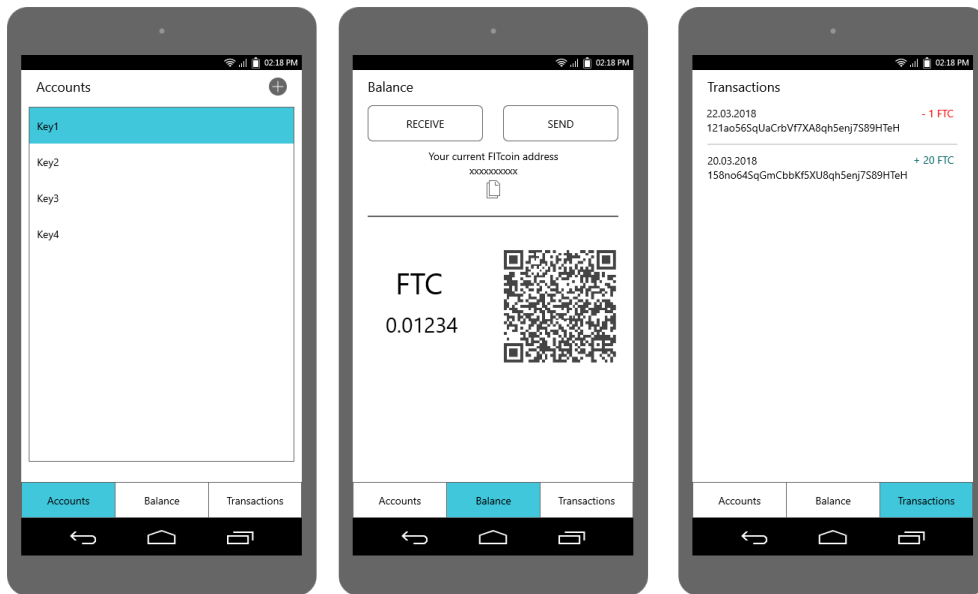 02:18 PM
Accounts
Key1
Key2
Key3
Key4
Accounts Balance Transactions
02:18 PM
Balance
RECEIVE SEND
Your current FITcoin address
xxxxxxxxxx
FTC
0.01234
Accounts Balance Transactions
02:18 PM
Transactions
22.03.2018 - 1 FTC
121ao56SqUaCrbVf7XA8qh5enj7S89HTeH
20.03.2018 + 20 FTC
158no64SqGmCbbKf5XU8qh5enj7S89HTeH
Accounts Balance Transactions